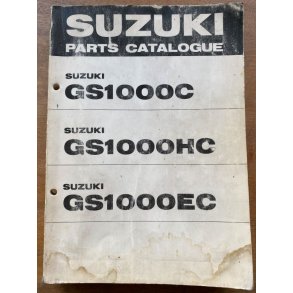 SUZUKI
PARTS CATALOGUE
SUZUKI
GS1000C
SUZUKI
GS1000HC
SUZUKI
GS1000EC